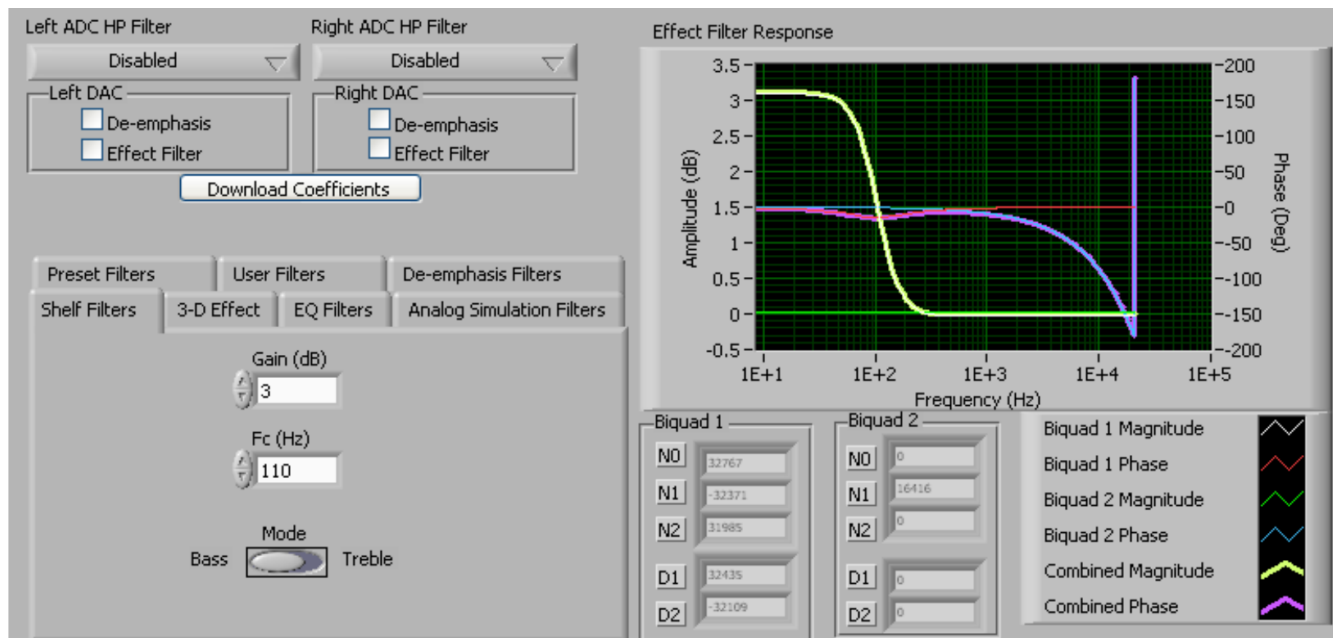 Left ADC HP Filter
Right ADC HP Filter
Disabled
Disabled
Left DAC
De-emphasis
Effect Filter
Right DAC
De-emphasis
Effect Filter
Download Coefficients
Preset Filters
User Filters
De-emphasis Filters
Shelf Filters
3-D Effect
EQ Filters
Analog Simulation Filters
Gain (dB)
3
Fc (Hz)
110
Mode
Bass
Treble
Effect Filter Response
Amplitude (dB)
3.5
3
2.5
2
1.5
1
0.5
0
-0.5
200
150
100
50
0
-50
-100
-150
-200
Phase (Deg)
1E+1
1E+2
1E+3
1E+4
1E+5
Frequency (Hz)
Biquad 1
N0 32767
N1 -32371
N2 31985
D1 32435
D2 -32109
Biquad 2
N0 0
N1 16416
N2 0
D1 0
D2 0
Biquad 1 Magnitude
Biquad 1 Phase
Biquad 2 Magnitude
Biquad 2 Phase
Combined Magnitude
Combined Phase